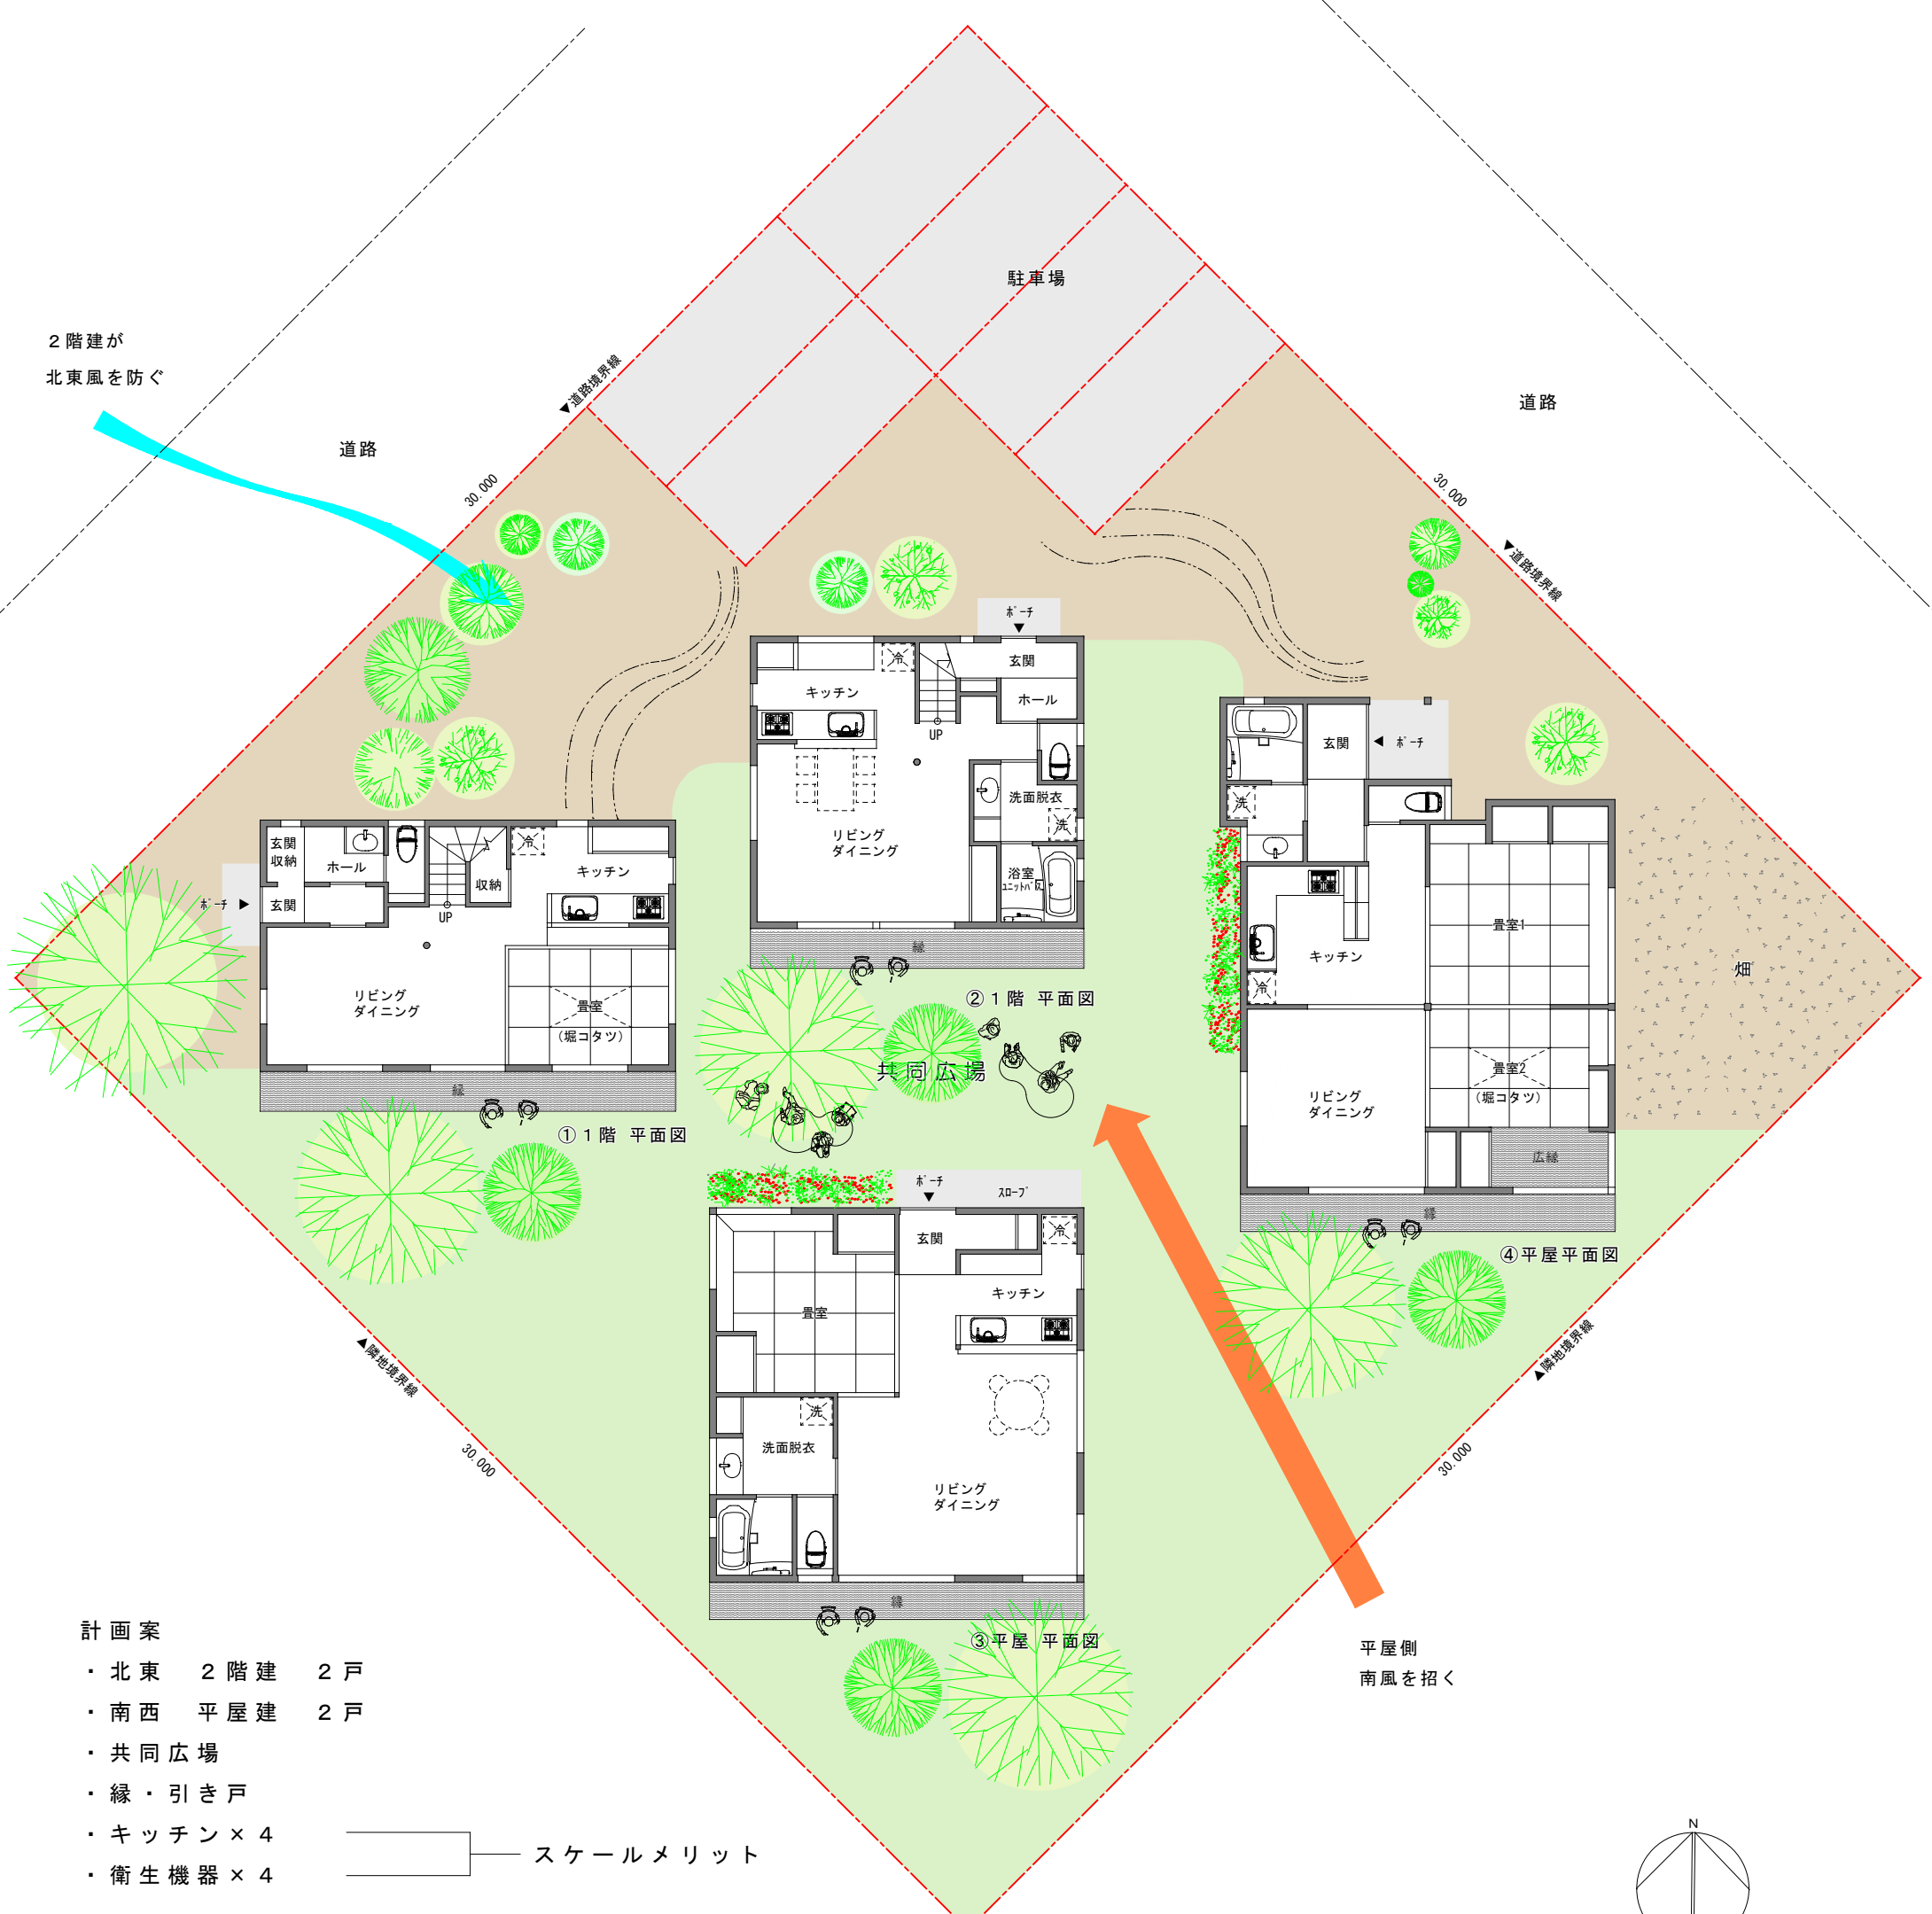 駐車場
2階建が
北東風を防ぐ
▼道路境界線
道路
道路
30.000
30.000
▼道路境界線
ポーチ
▼
冷
玄関
キッチン
ホール
UP
洗面脱衣
洗
リビング
ダイニング
浴室
ユニットバス
縁
②1階 平面図
玄関
収納
ホール
冷
キッチン
収納
ポーチ ▶
玄関
UP
リビング
ダイニング
畳室
(堀コタツ)
縁
①1階 平面図
共同広場
玄関
◀ ポーチ
洗
畳室1
キッチン
冷
畑
畳室2
(堀コタツ)
リビング
ダイニング
広縁
縁
④平屋平面図
ポーチ
▼
スロープ
玄関
冷
キッチン
畳室
洗
洗面脱衣
リビング
ダイニング
縁
③平屋 平面図
▲隣地境界線
30.000
▲隣地境界線
30.000
平屋側
南風を招く
計画案
・北東 2階建 2戸
・南西 平屋建 2戸
・共同広場
・縁・引き戸
・キッチン×4
・衛生機器×4
スケールメリット
N